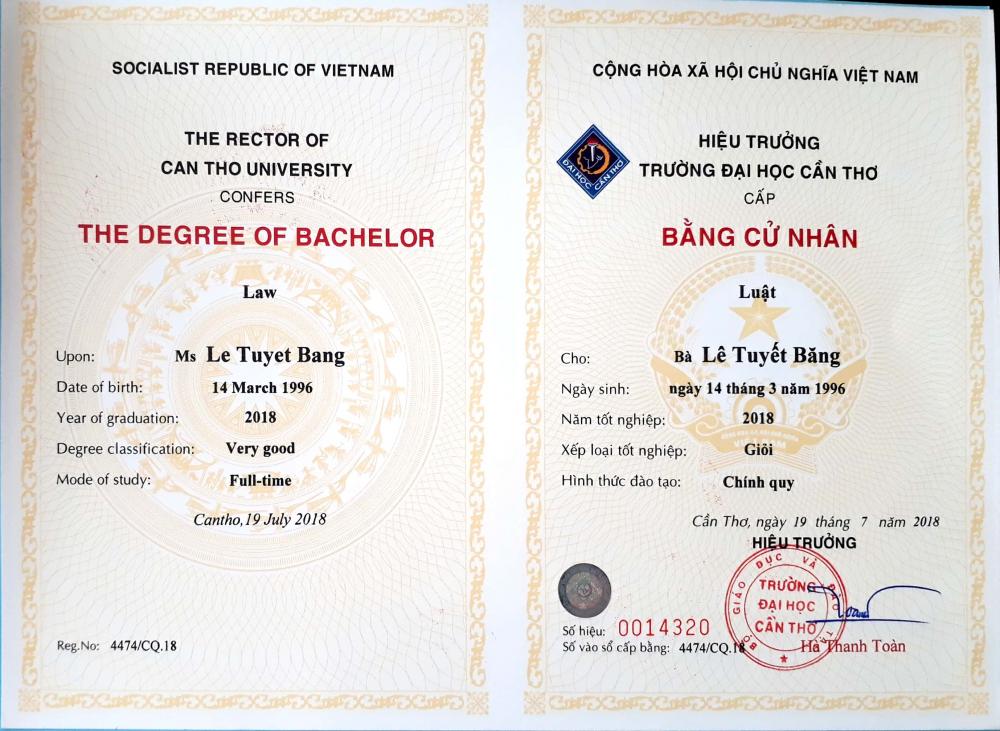 SOCIALIST REPUBLIC OF VIETNAM
THE RECTOR OF
CAN THO UNIVERSITY
CONFERS
THE DEGREE OF BACHELOR
Law
Upon: Ms Le Tuyet Bang
Date of birth: 14 March 1996
Year of graduation: 2018
Degree classification: Very good
Mode of study: Full-time
Cantho, 19 July 2018
Reg.No: 4474/CQ.18
CỘNG HÒA XÃ HỘI CHỦ NGHĨA VIỆT NAM
ĐẠI HỌC CẦN THƠ
HIỆU TRƯỞNG
TRƯỜNG ĐẠI HỌC CẦN THƠ
CẤP
BẰNG CỬ NHÂN
Luật
Cho: Bà Lê Tuyết Băng
Ngày sinh: ngày 14 tháng 3 năm 1996
Năm tốt nghiệp: 2018
Xếp loại tốt nghiệp: Giỏi
Hình thức đào tạo: Chính quy
VIỆT NAM
Cần Thơ, ngày 19 tháng 7 năm 2018
HIỆU TRƯỞNG
BỘ GIÁO DỤC VÀ ĐÀO TẠO
TRƯỜNG
ĐẠI HỌC
CẦN THƠ
Số hiệu: 0014320
Số vào sổ cấp bằng: 4474/CQ.18
Hà Thanh Toàn